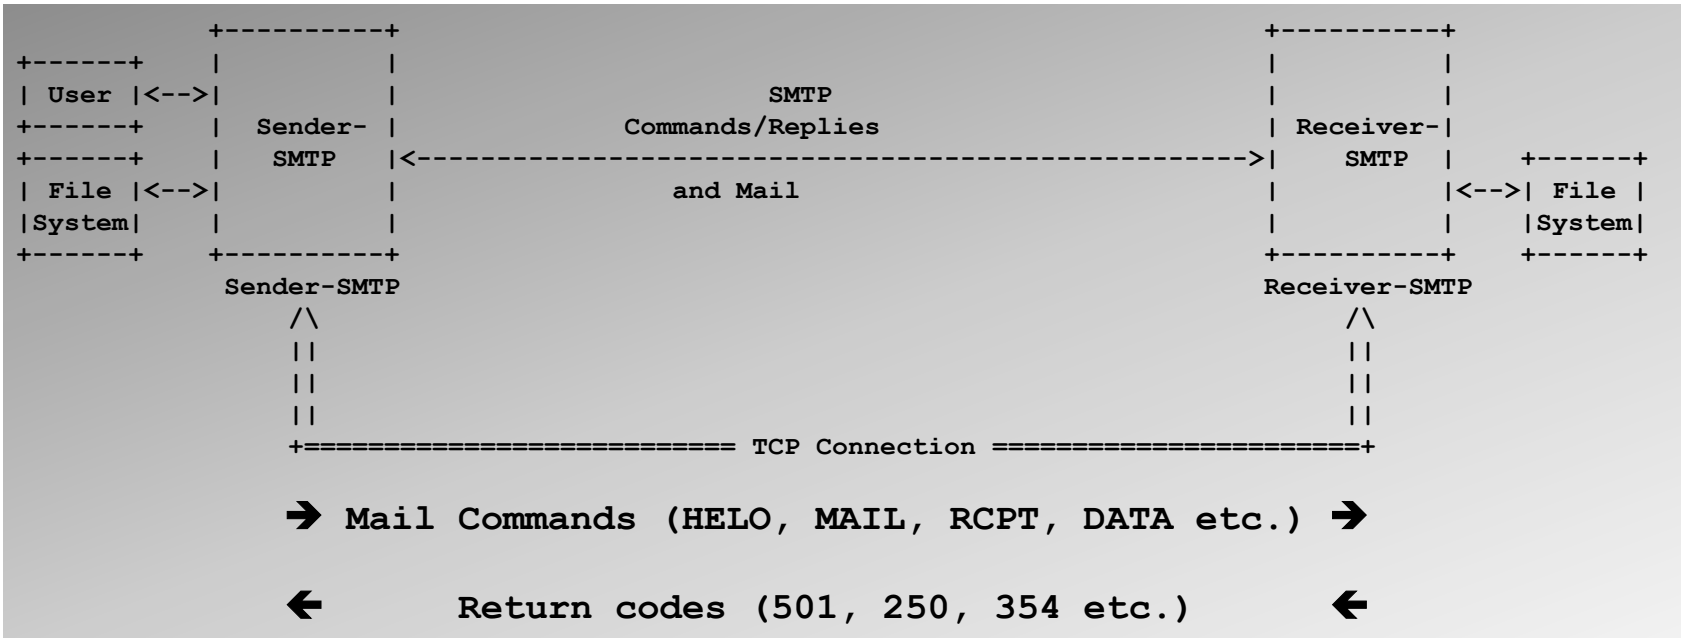 +----------+                                                      +----------+
+------+  |          |                                                      |          |
| User |<-->|          |                      SMTP                            |          |
+------+  |  Sender- |              Commands/Replies                        | Receiver-|
+------+  |   SMTP   |<---------------------------------------------------->|    SMTP  |    +------+
| File |<-->|          |                 and Mail                             |          |<-->| File |
|System|  |          |                                                      |          |    |System|
+------+  +----------+                                                      +----------+    +------+
Sender-SMTP                                                      Receiver-SMTP
/\                                                                /\
||                                                                ||
||                                                                ||
||                                                                ||
+=========================== TCP Connection =======================+
➔ Mail Commands (HELO, MAIL, RCPT, DATA etc.) ➔
🡸 Return codes (501, 250, 354 etc.) 🡸